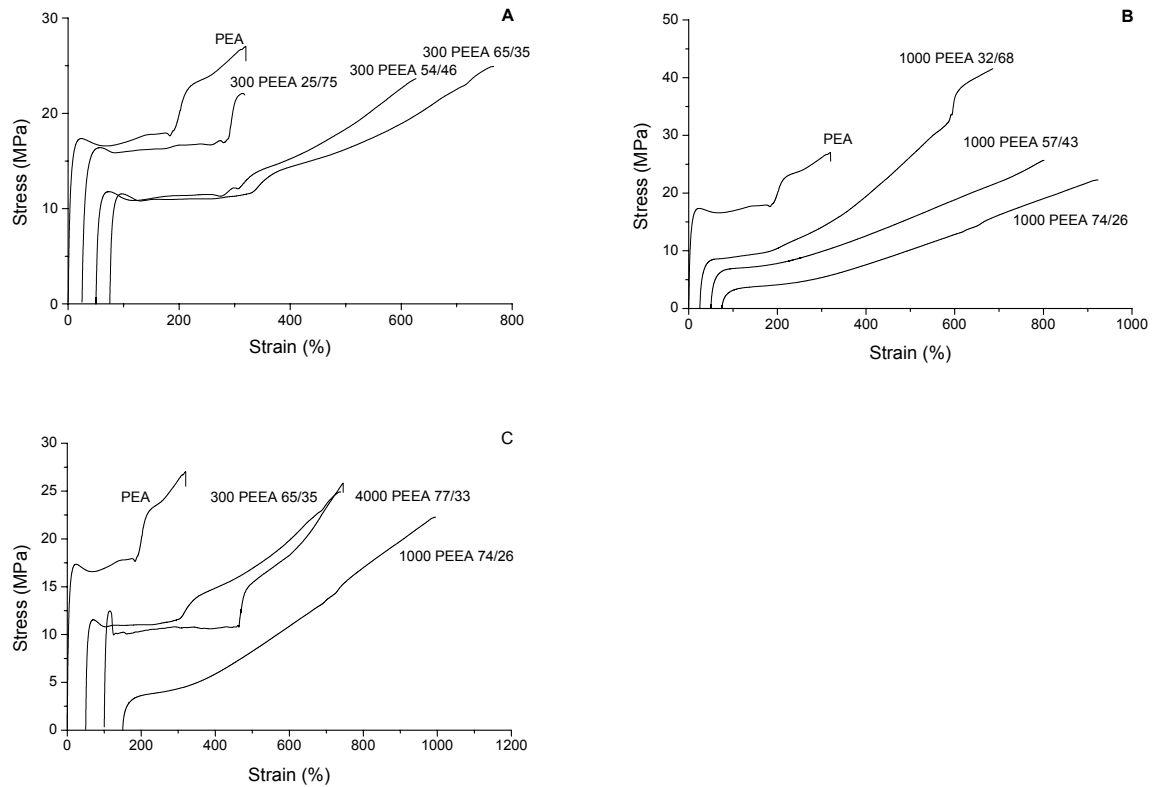 A
30
20
10
0
0 200 400 600 800
Stress (MPa)
Strain (%)
PEA
300 PEEA 25/75
300 PEEA 54/46
300 PEEA 65/35
B
50
40
30
20
10
0
0 200 400 600 800 1000
Stress (MPa)
Strain (%)
PEA
1000 PEEA 32/68
1000 PEEA 57/43
1000 PEEA 74/26
C
30
25
20
15
10
5
0
0 200 400 600 800 1000 1200
Stress (MPa)
Strain (%)
PEA
300 PEEA 65/35
4000 PEEA 77/33
1000 PEEA 74/26